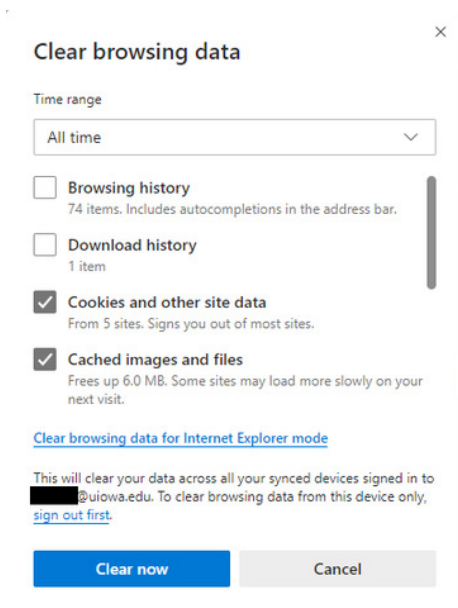 Clear browsing data
Time range
All time
Browsing history
74 items. Includes autocompletions in the address bar.
Download history
1 item
Cookies and other site data
From 5 sites. Signs you out of most sites.
Cached images and files
Frees up 6.0 MB. Some sites may load more slowly on your
next visit.
Clear browsing data for Internet Explorer mode
This will clear your data across all your synced devices signed in to
@uiowa.edu. To clear browsing data from this device only,
sign out first.
Clear now Cancel